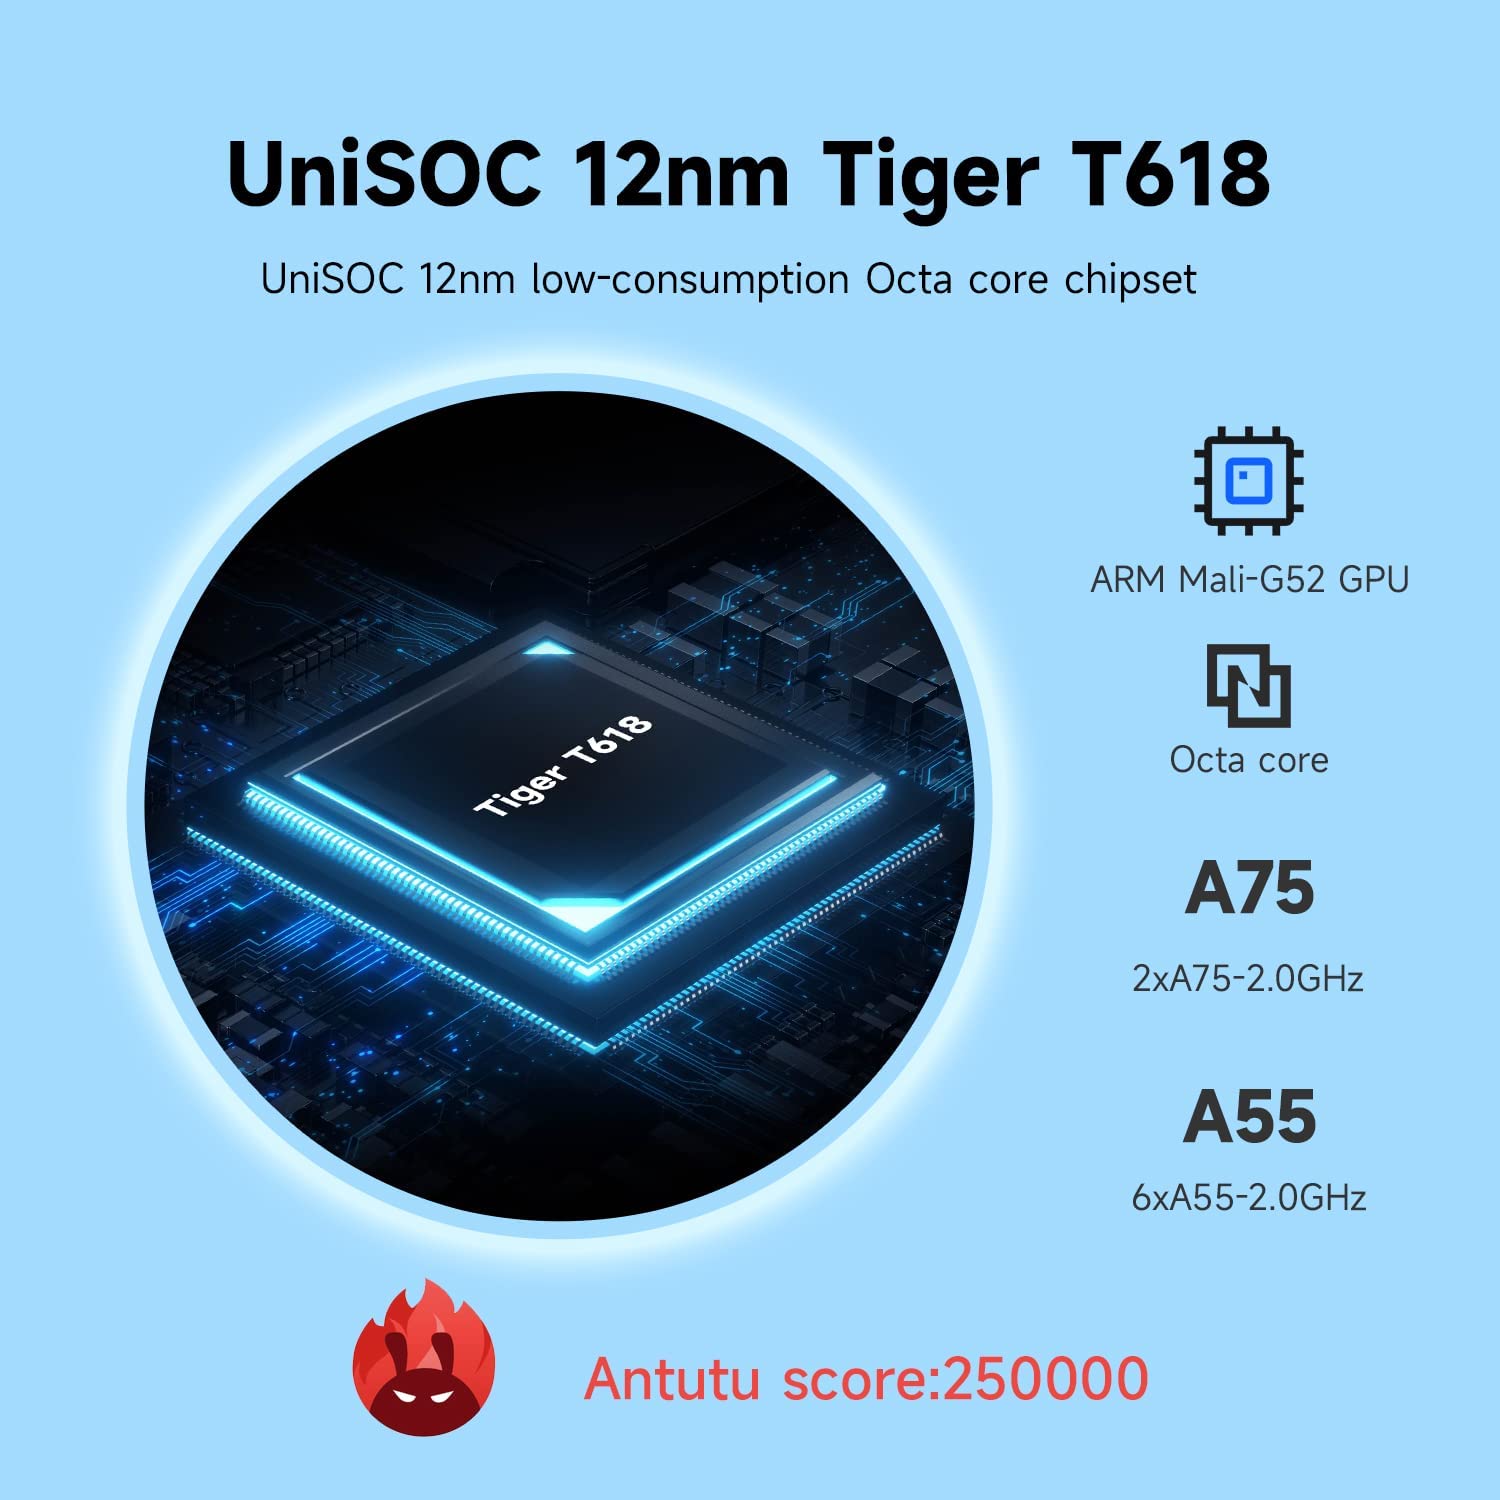 UniSOC 12nm Tiger T618
UniSOC 12nm low-consumption Octa core chipset
Tiger T618
ARM Mali-G52 GPU
Octa core
A75
2xA75-2.0GHz
A55
6xA55-2.0GHz
Antutu score:250000